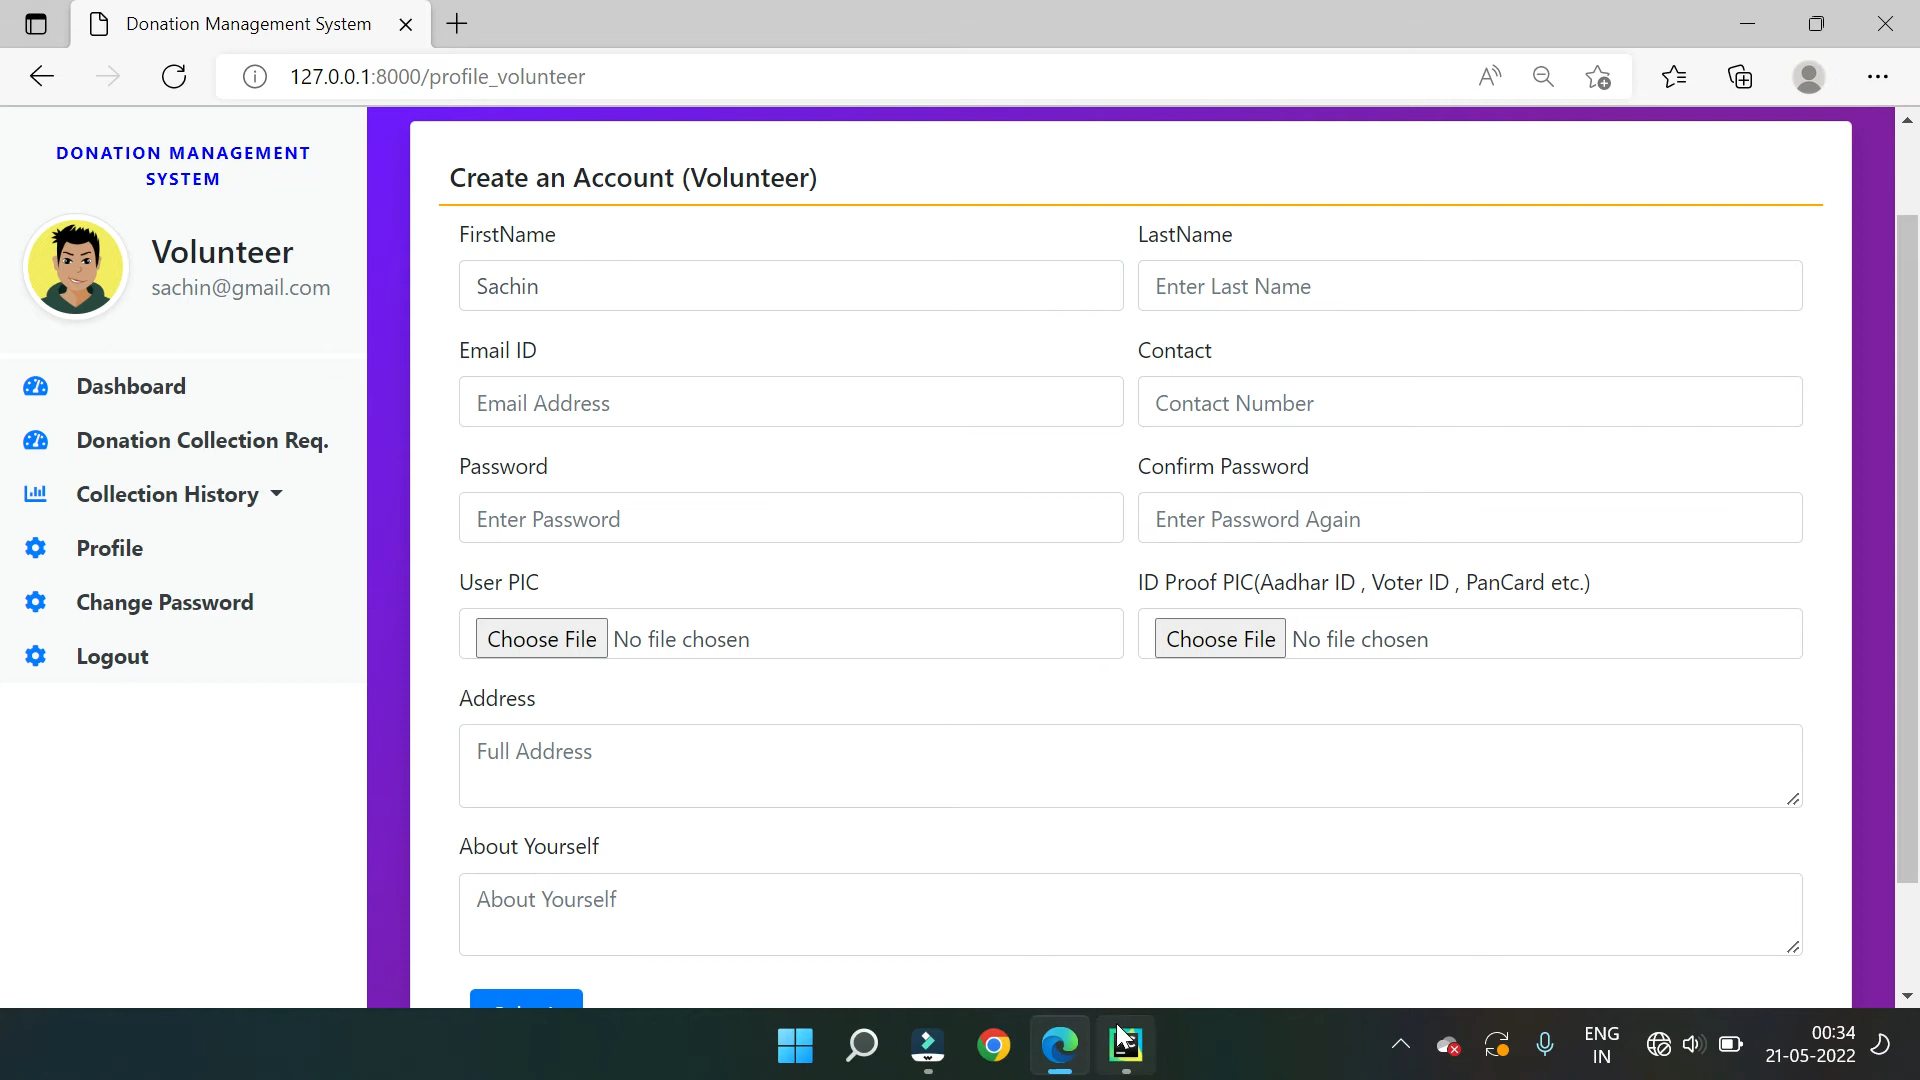 Donation Management System
127.0.0.1:8000/profile_volunteer
DONATION MANAGEMENT
SYSTEM
Volunteer
sachin@gmail.com
Dashboard
Donation Collection Req.
Collection History
Profile
Change Password
Logout
Create an Account (Volunteer)
FirstName LastName
Sachin Enter Last Name
Email ID Contact
Email Address Contact Number
Password Confirm Password
Enter Password Enter Password Again
User PIC ID Proof PIC(Aadhar ID , Voter ID , PanCard etc.)
Choose File No file chosen Choose File No file chosen
Address
Full Address
About Yourself
About Yourself
ENG
IN
00:34
21-05-2022